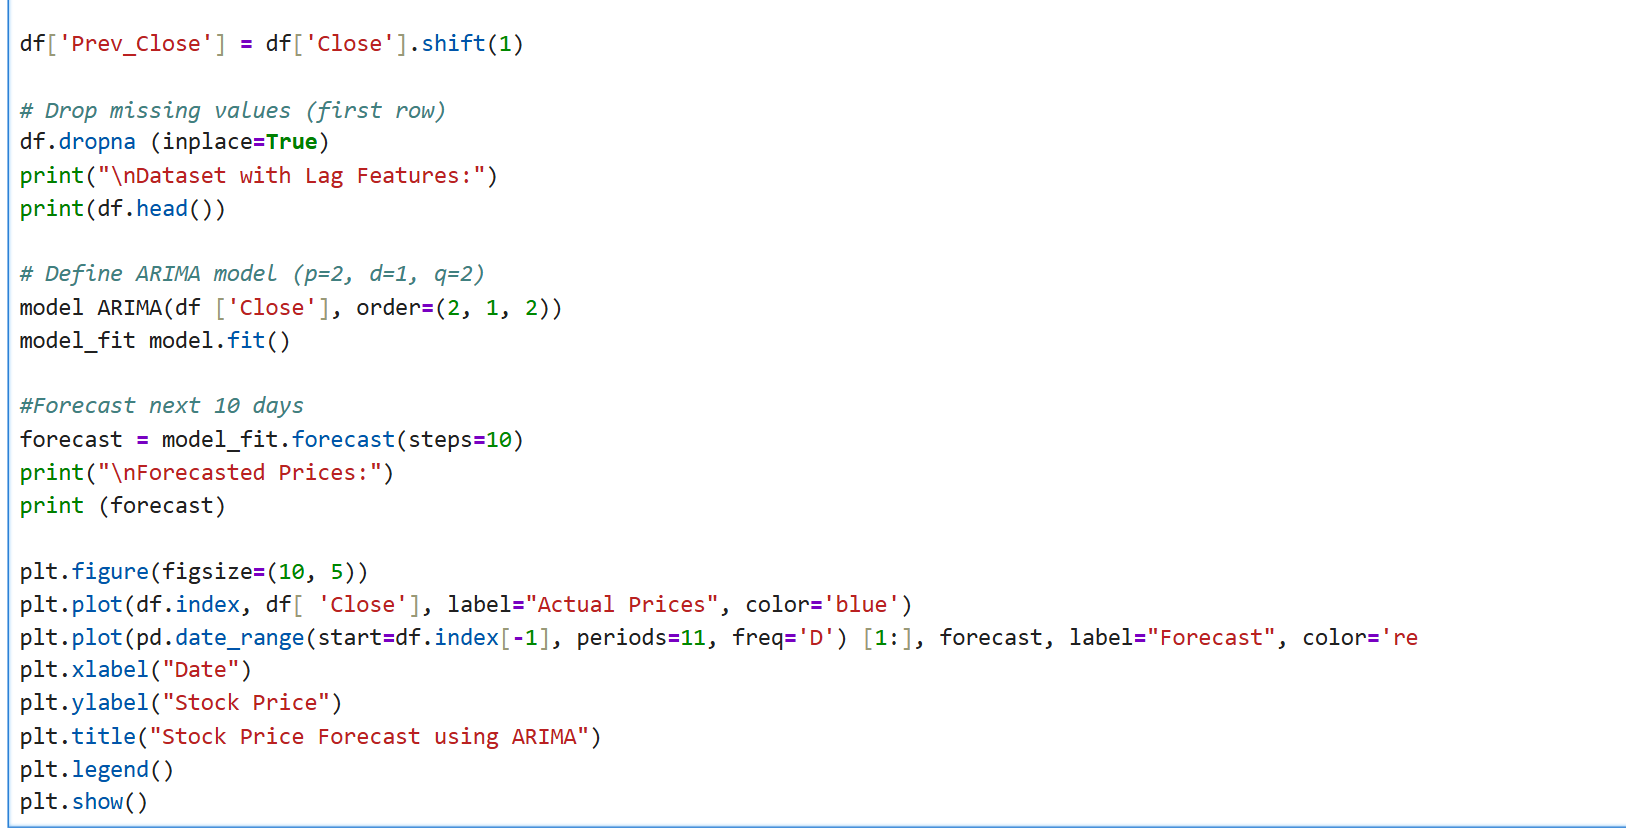 df['Prev_Close'] = df['Close'].shift(1)
# Drop missing values (first row)
df.dropna (inplace=True)
print("\nDataset with Lag Features:")
print(df.head())
# Define ARIMA model (p=2, d=1, q=2)
model ARIMA(df ['Close'], order=(2, 1, 2))
model_fit model.fit()
#Forecast next 10 days
forecast = model_fit.forecast(steps=10)
print("\nForecasted Prices:")
print (forecast)
plt.figure(figsize=(10, 5))
plt.plot(df.index, df[ 'Close'], label="Actual Prices", color='blue')
plt.plot(pd.date_range(start=df.index[-1], periods=11, freq='D') [1:], forecast, label="Forecast", color='re
plt.xlabel("Date")
plt.ylabel("Stock Price")
plt.title("Stock Price Forecast using ARIMA")
plt.legend()
plt.show()